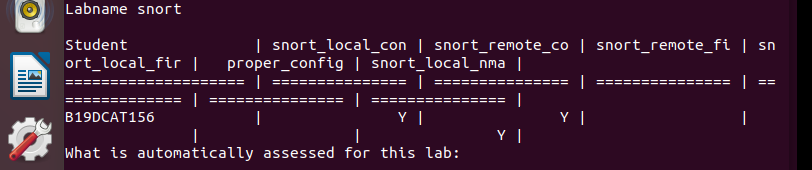 Labname snort
Student | snort_local_con | snort_remote_co | snort_remote_fi | sn
ort_local_fir | proper_config | snort_local_nma |
==================== | =============== | =============== | =============== | ==
============= | =============== | =============== |
B19DCAT156 | Y | Y | |
| | Y |
What is automatically assessed for this lab: